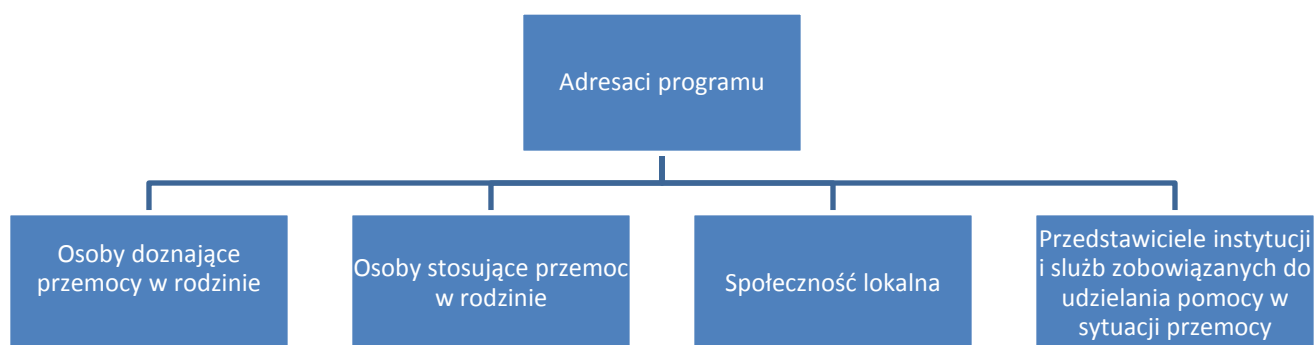 Adresaci programu
Osoby doznające
przemocy w rodzinie
Osoby stosujące przemoc
w rodzinie
Społeczność lokalna
Przedstawiciele instytucji
i slużb zobowiązanych do
udzielania pomocy w
sytuacji przemocy